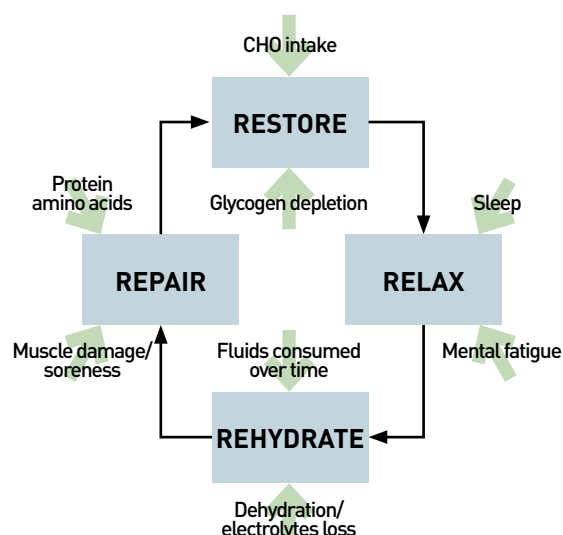 CHO intake
RESTORE
Protein
amino acids
Glycogen depletion
Sleep
REPAIR
RELAX
Muscle damage/
soreness
Fluids consumed
over time
Mental fatigue
REHYDRATE
Dehydration/
electrolytes loss